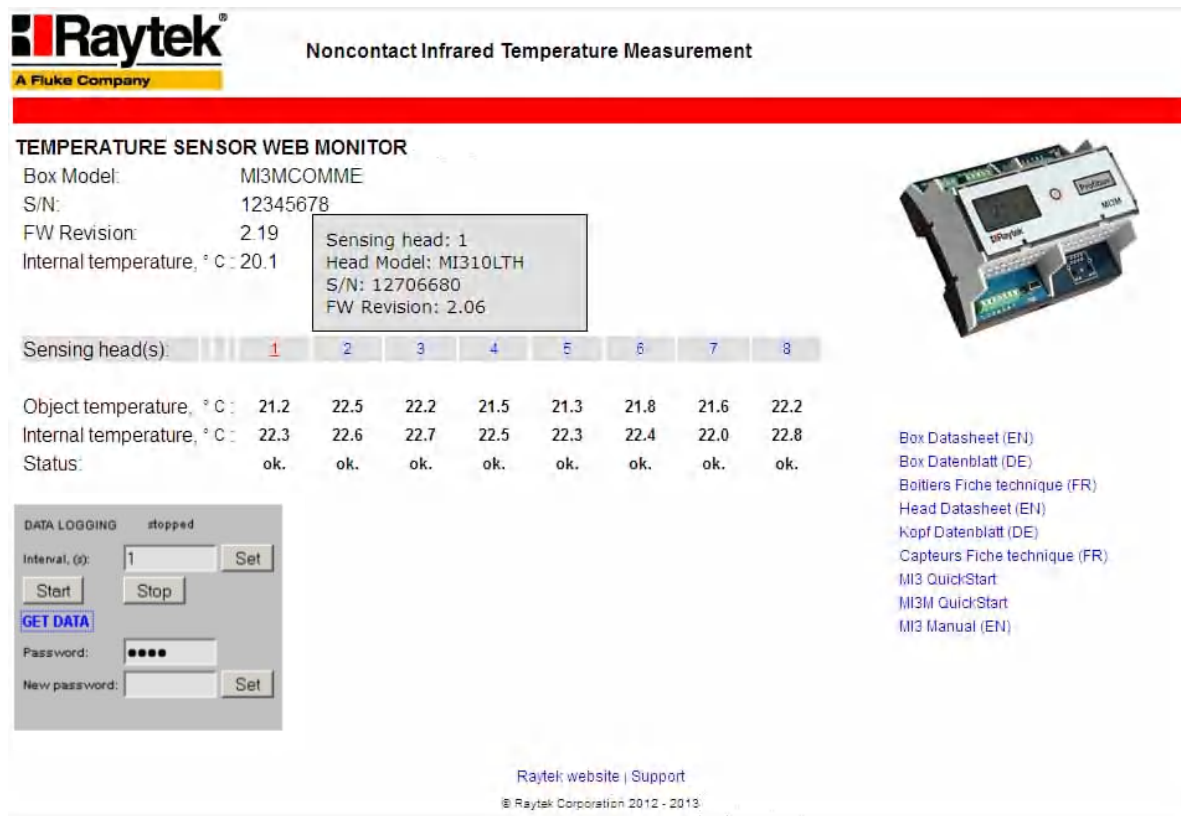 Raytek®
A Fluke Company
Noncontact Infrared Temperature Measurement
TEMPERATURE SENSOR WEB MONITOR
Box Model: MI3MCOMME
S/N: 12345678
FW Revision: 2.19
Internal temperature, °C : 20.1
Sensing head: 1
Head Model: MI310LTH
S/N: 12706680
FW Revision: 2.06
Sensing head(s): 1 2 3 4 5 6 7 8
Object temperature, °C : 21.2 22.5 22.2 21.5 21.3 21.8 21.6 22.2
Internal temperature, °C : 22.3 22.6 22.7 22.5 22.3 22.4 22.0 22.8
Status: ok. ok. ok. ok. ok. ok. ok. ok.
DATA LOGGING stopped
Interval, (s): 1 Set
Start Stop
GET DATA
Password: ●●●●
New password: Set
MI3M
Raytek
Box Datasheet (EN)
Box Datenblatt (DE)
Boitiers Fiche technique (FR)
Head Datasheet (EN)
Kopf Datenblatt (DE)
Capteurs Fiche technique (FR)
MI3 QuickStart
MI3M QuickStart
MI3 Manual (EN)
Raytek website | Support
© Raytek Corporation 2012 - 2013